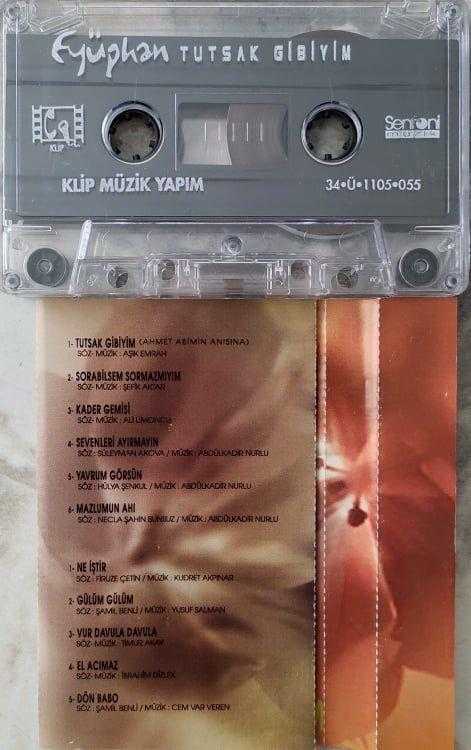 Eyüphan TUTSAK GİBİYİM
KLİP
Senfoni
KLİP MÜZİK YAPIM
34•Ü•1105•055
1- TUTSAK GİBİYİM (AHMET ABİMİN ANISINA)
SÖZ- MÜZİK : AŞIK EMRAH
2- SORABİLSEM SORMAZMIYIM
SÖZ- MÜZİK : ŞEFİK
3- KADER GEMİSİ
SÖZ- MÜZİK : ALİ LİMONCU
4- SEVENLERİ AYIRMAYIN
SÖZ : SÜLEYMAN AKOVA / MÜZİK : ABDÜLKADİR NURLU
5- YAVRUM GÖRSÜN
SÖZ : HÜLYA ŞENKUL / MÜZİK : ABDÜLKADİR NURLU
6- MAZLUMUN AHI
SÖZ : NECLA ŞAHİN / MÜZİK : ABDÜLKADİR NURLU
1- NE İŞTİR
SÖZ : FİRUZE ÇETİN / MÜZİK : KUDRET AKPINAR
2- GÜLÜM GÜLÜM
SÖZ : ŞAMİL BENLİ / MÜZİK : YUSUF SALMAN
3- VUR DAVULA DAVULA
SÖZ- MÜZİK : TİMUR AKAY
4- EL ACIMAZ
SÖZ- MÜZİK : İBRAHİM DİZLEK
5- DÖN BABO
SÖZ : ŞAMİL BENLİ / MÜZİK : CEM VAR VEREN